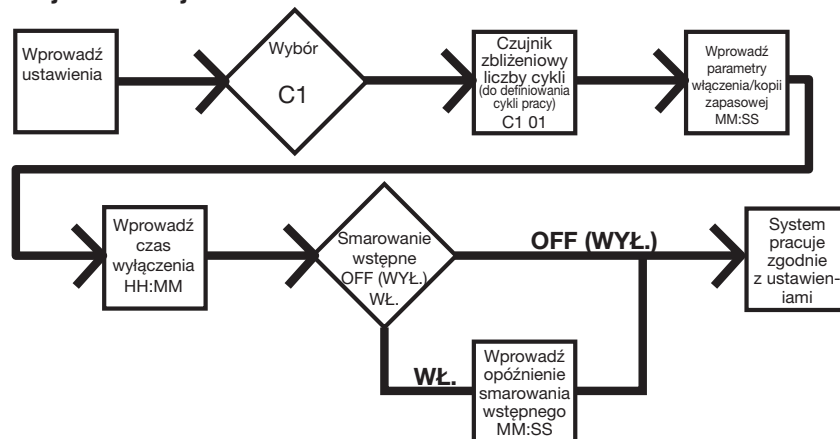 Wprowadź
ustawienia
Wybór
C1
Czujnik
zbliżeniowy
liczby cykli
(do definiowania
cykli pracy)
C1 01
Wprowadź
parametry
włączenia/kopii
zapasowej
MM:SS
Wprowadź
czas
wyłączenia
HH:MM
Smarowanie
wstępne
OFF (WYŁ.)
WŁ.
OFF (WYŁ.)
System
pracuje
zgodnie
z ustawien-
iami
WŁ.
Wprowadź
opóźnienie
smarowania
wstępnego
MM:SS